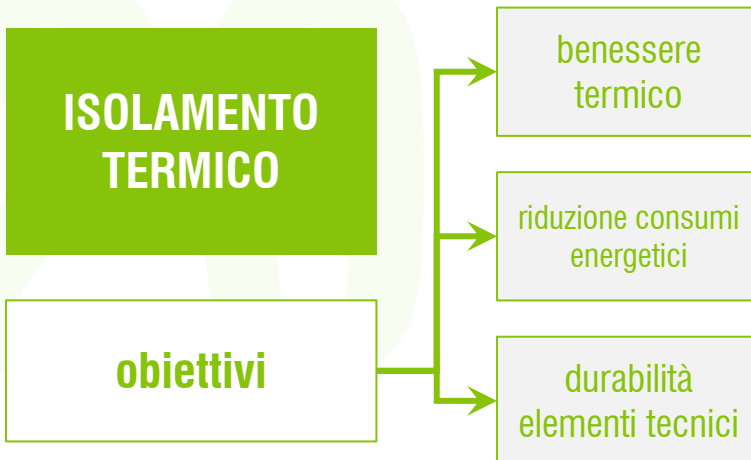 ISOLAMENTO
TERMICO
obiettivi
benessere
termico
riduzione consumi
energetici
durabilità
elementi tecnici